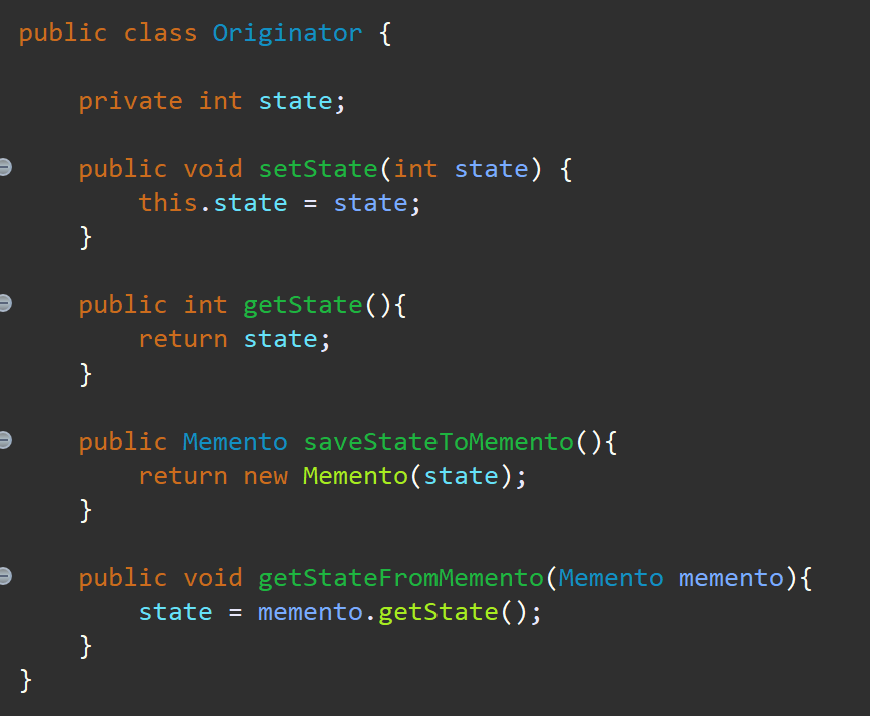 public class Originator {
private int state;
public void setState(int state) {
this.state = state;
}
public int getState(){
return state;
}
public Memento saveStateToMemento(){
return new Memento(state);
}
public void getStateFromMemento(Memento memento){
state = memento.getState();
}
}